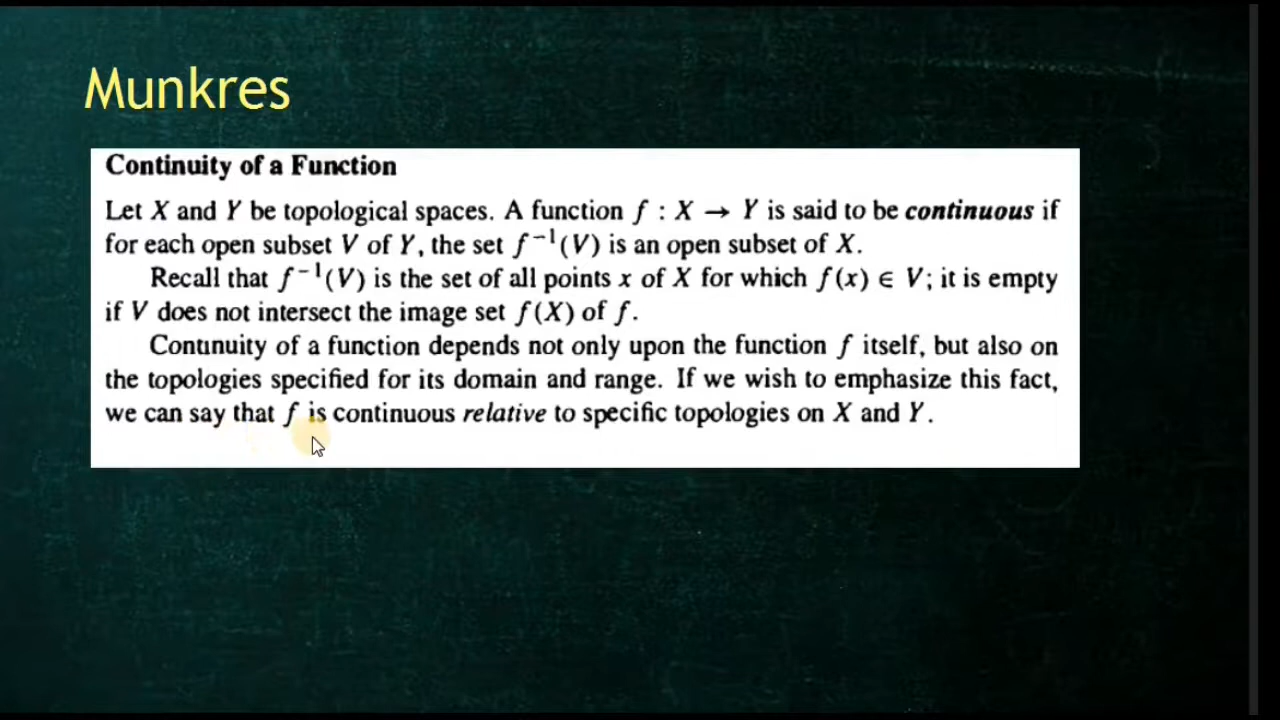 Munkres
Continuity of a Function
Let X and Y be topological spaces. A function f : X → Y is said to be continuous if
for each open subset V of Y, the set f⁻¹(V) is an open subset of X.
Recall that f⁻¹(V) is the set of all points x of X for which f(x) ∈ V; it is empty
if V does not intersect the image set f(X) of f.
Continuity of a function depends not only upon the function f itself, but also on
the topologies specified for its domain and range. If we wish to emphasize this fact,
we can say that f is continuous relative to specific topologies on X and Y.